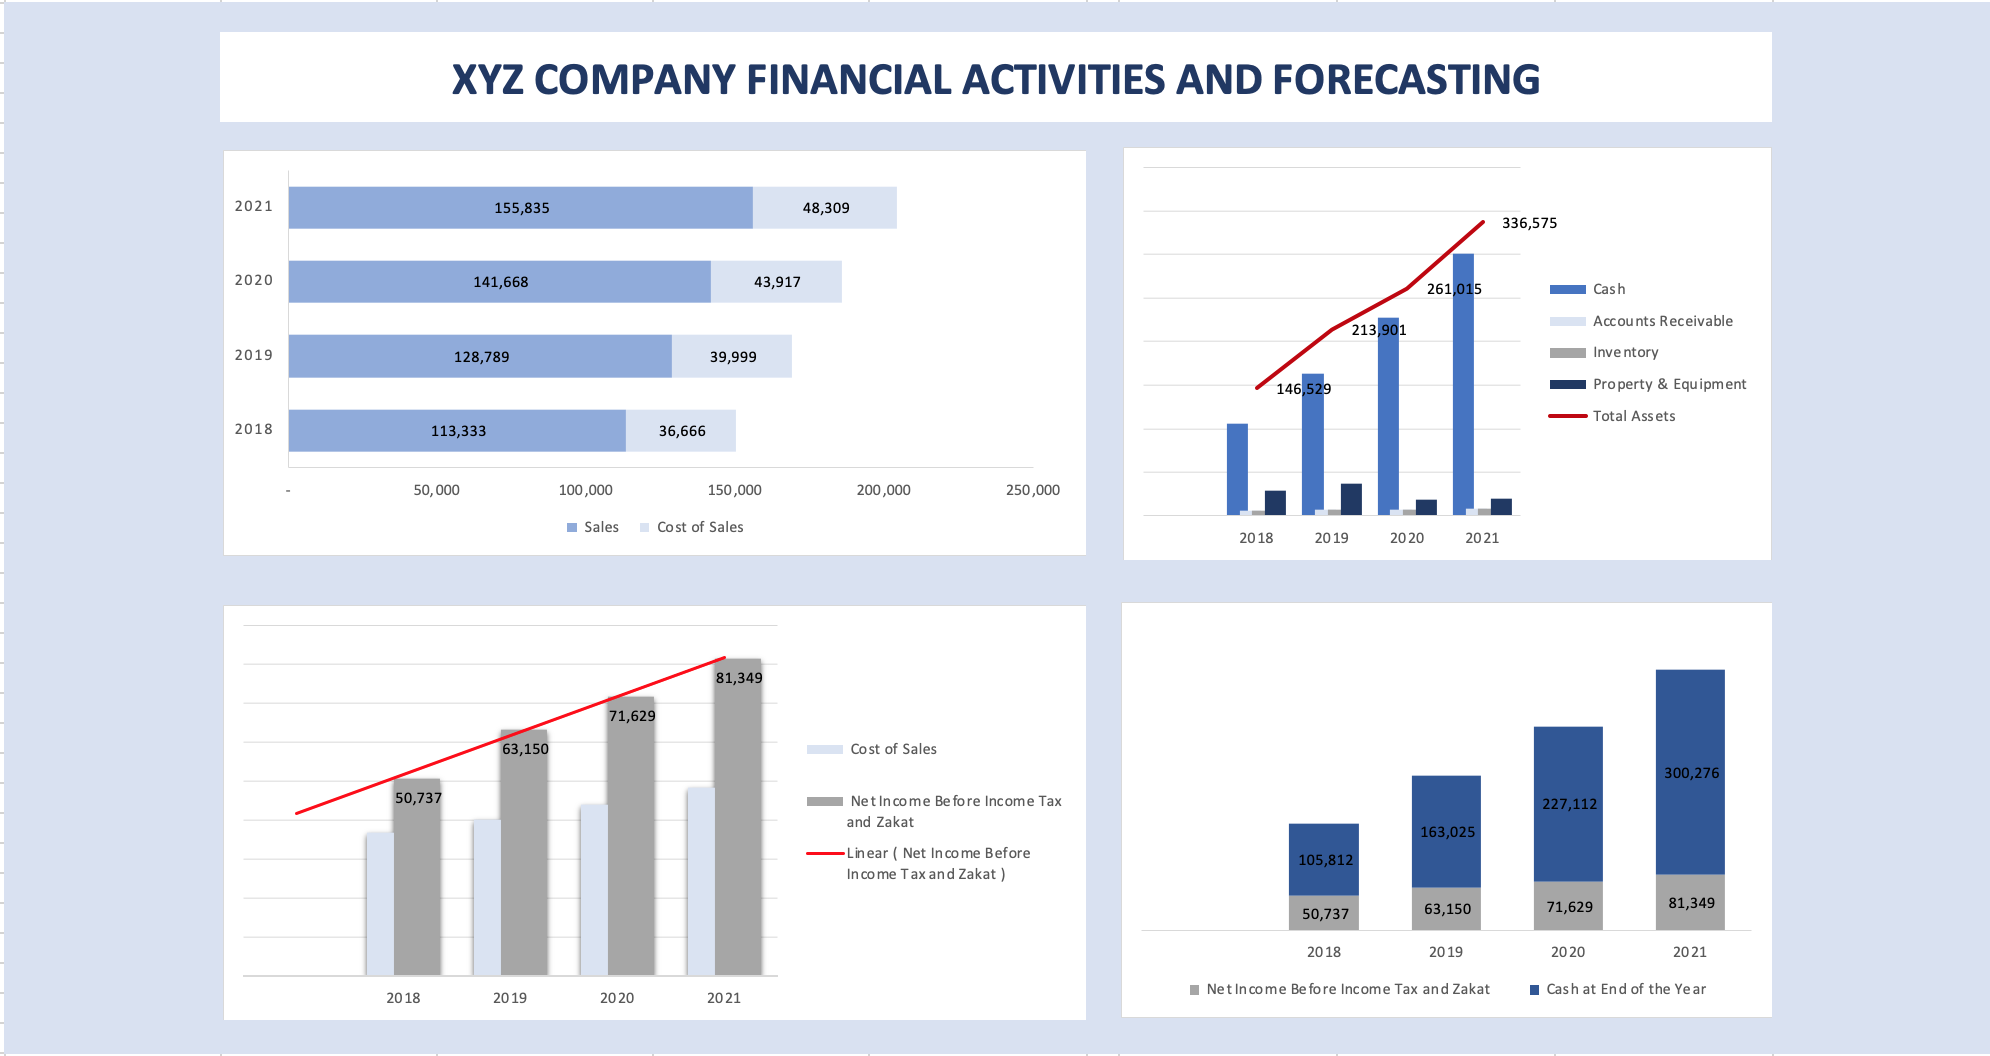 XYZ COMPANY FINANCIAL ACTIVITIES AND FORECASTING
2021
155,835
48,309
2020
141,668
43,917
2019
128,789
39,999
2018
113,333
36,666
- 50,000 100,000 150,000 200,000 250,000
Sales Cost of Sales
336,575
261,015
213,901
146,529
2018 2019 2020 2021
Cash
Accounts Receivable
Inventory
Property & Equipment
Total Assets
81,349
71,629
63,150
50,737
2018 2019 2020 2021
Cost of Sales
Net Income Before Income Tax
and Zakat
Linear ( Net Income Before
Income Tax and Zakat )
300,276
227,112
163,025
105,812
50,737 63,150 71,629 81,349
2018 2019 2020 2021
Net Income Before Income Tax and Zakat Cash at End of the Year